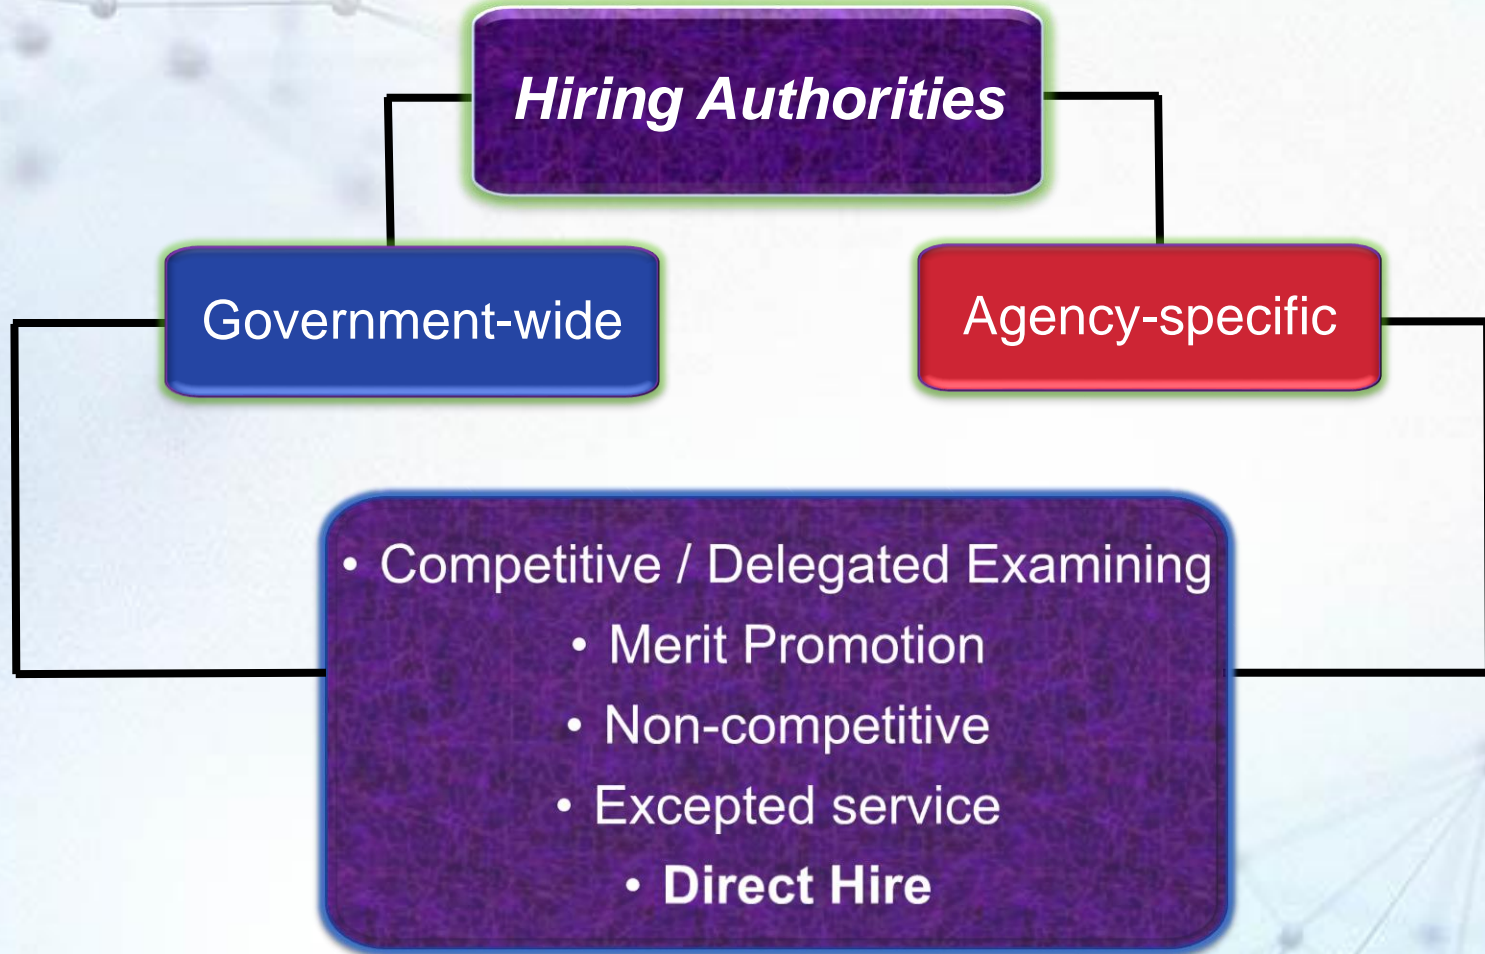 Hiring Authorities
Government-wide
Agency-specific
• Competitive / Delegated Examining
• Merit Promotion
• Non-competitive
• Excepted service
• Direct Hire